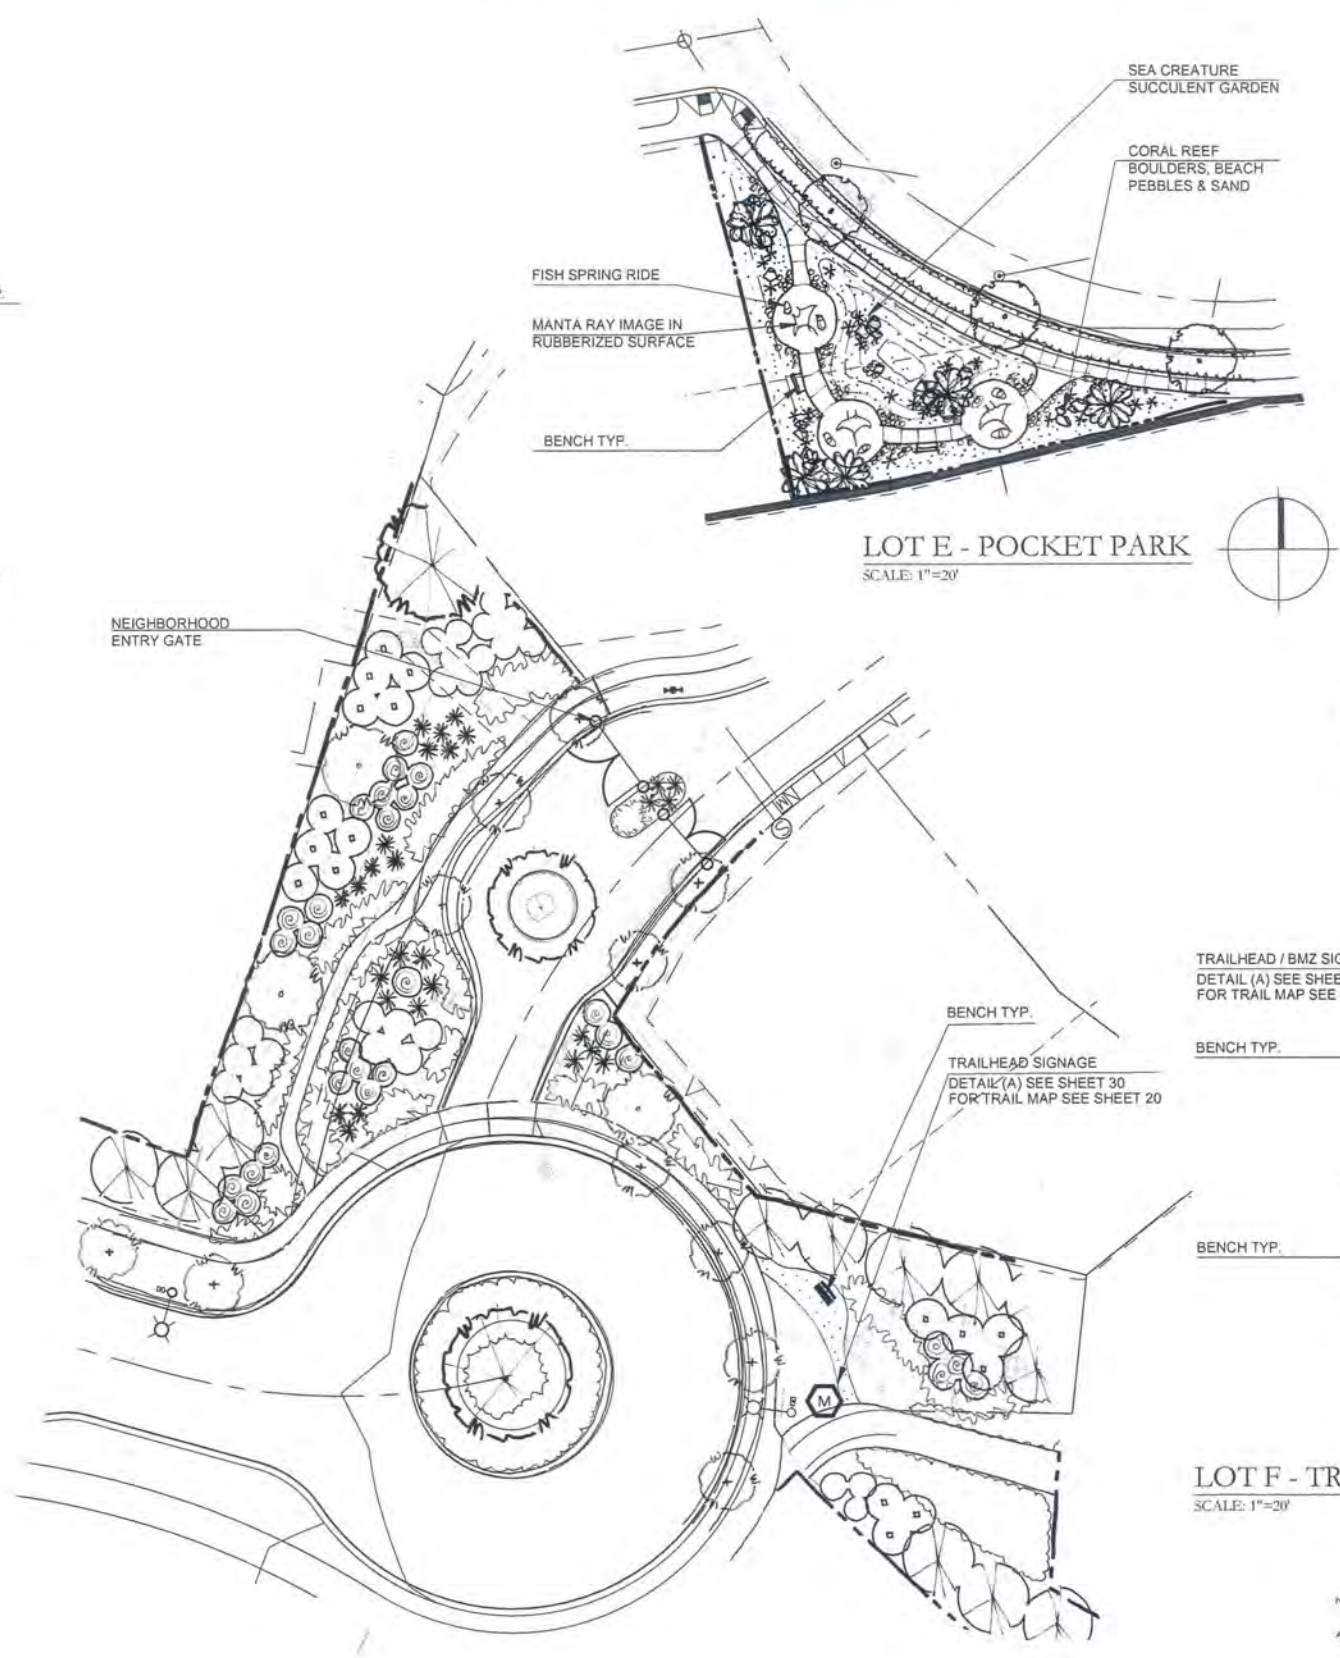 SEA CREATURE
SUCCULENT GARDEN
CORAL REEF
BOULDERS, BEACH
PEBBLES & SAND
FISH SPRING RIDE
MANTA RAY IMAGE IN
RUBBERIZED SURFACE
BENCH TYP.
LOT E - POCKET PARK
SCALE: 1"=20'
NEIGHBORHOOD
ENTRY GATE
S
BENCH TYP.
TRAILHEAD SIGNAGE
DETAIL (A) SEE SHEET 30
FOR TRAIL MAP SEE SHEET 20
M
TRAILHEAD / BMZ SIG
DETAIL (A) SEE SHEE
FOR TRAIL MAP SEE
BENCH TYP.
BENCH TYP.
LOT F - TR
SCALE: 1"=20'